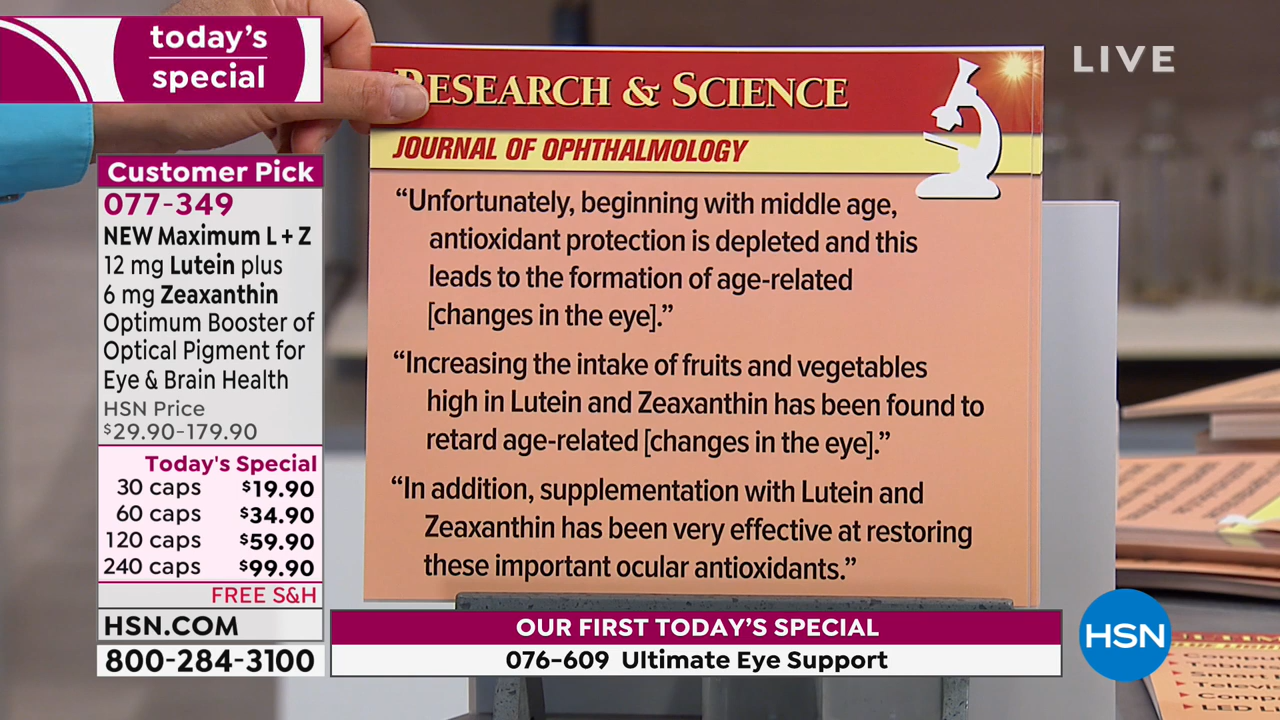 today's
special
LIVE
Customer Pick
077-349
NEW Maximum L + Z
12 mg Lutein plus
6 mg Zeaxanthin
Optimum Booster of
Optical Pigment for
Eye & Brain Health
HSN Price
$29.90-179.90
Today's Special
30 caps $19.90
60 caps $34.90
120 caps $59.90
240 caps $99.90
FREE S&H
HSN.COM
800-284-3100
RESEARCH & SCIENCE
JOURNAL OF OPHTHALMOLOGY
“Unfortunately, beginning with middle age,
antioxidant protection is depleted and this
leads to the formation of age-related
[changes in the eye].”
“Increasing the intake of fruits and vegetables
high in Lutein and Zeaxanthin has been found to
retard age-related [changes in the eye].”
“In addition, supplementation with Lutein and
Zeaxanthin has been very effective at restoring
these important ocular antioxidants.”
OUR FIRST TODAY'S SPECIAL
076-609 Ultimate Eye Support
HSN